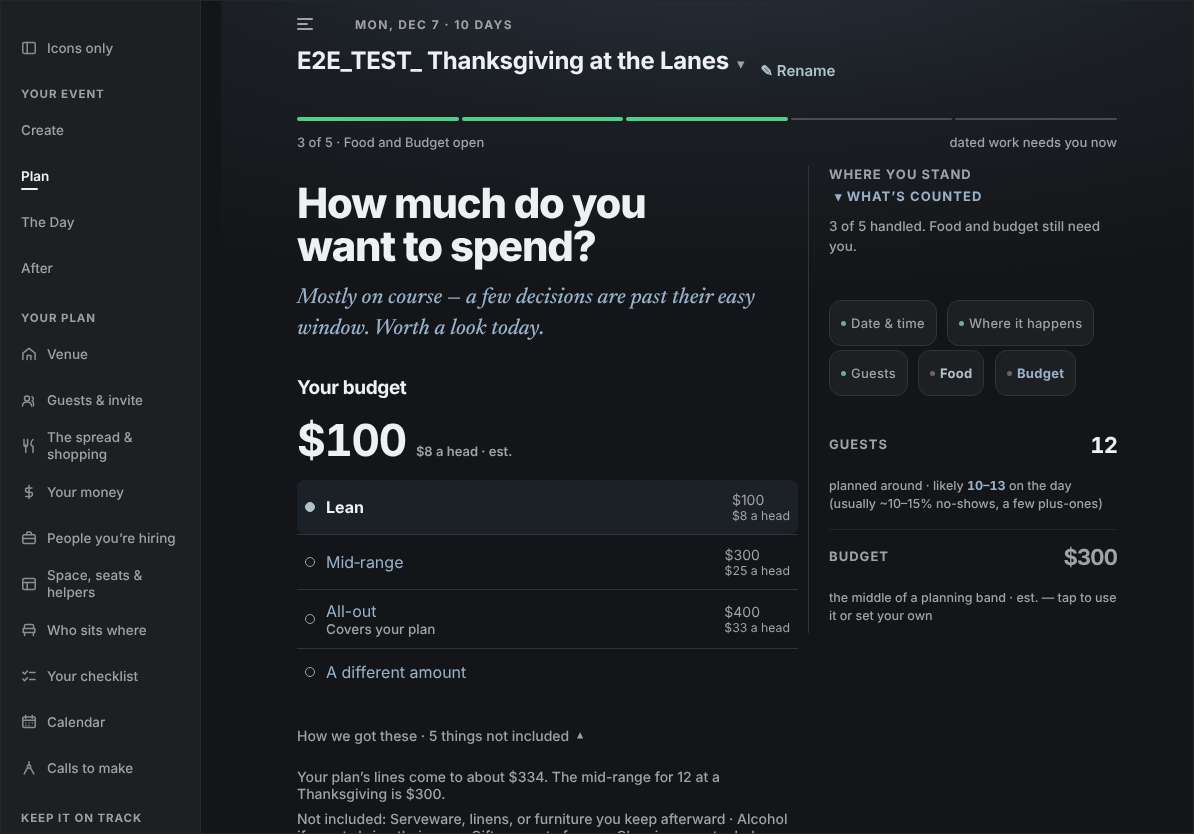 Icons only
YOUR EVENT
Create
Plan
The Day
After
YOUR PLAN
Venue
Guests & invite
The spread &
shopping
Your money
People you’re hiring
Space, seats &
helpers
Who sits where
Your checklist
Calendar
Calls to make
KEEP IT ON TRACK
MON, DEC 7 · 10 DAYS
E2E_TEST_ Thanksgiving at the Lanes ▾ ✎ Rename
3 of 5 · Food and Budget open
dated work needs you now
How much do you
want to spend?
Mostly on course — a few decisions are past their easy
window. Worth a look today.
Your budget
$100 $8 a head · est.
Lean
$100
$8 a head
Mid-range
$300
$25 a head
All-out
Covers your plan
$400
$33 a head
A different amount
How we got these · 5 things not included ▴
Your plan’s lines come to about $334. The mid-range for 12 at a
Thanksgiving is $300.
Not included: Serveware, linens, or furniture you keep afterward · Alcohol
WHERE YOU STAND
▾ WHAT’S COUNTED
3 of 5 handled. Food and budget still need
you.
• Date & time • Where it happens
• Guests • Food • Budget
GUESTS 12
planned around · likely 10–13 on the day
(usually ~10–15% no-shows, a few plus-ones)
BUDGET $300
the middle of a planning band · est. — tap to use
it or set your own